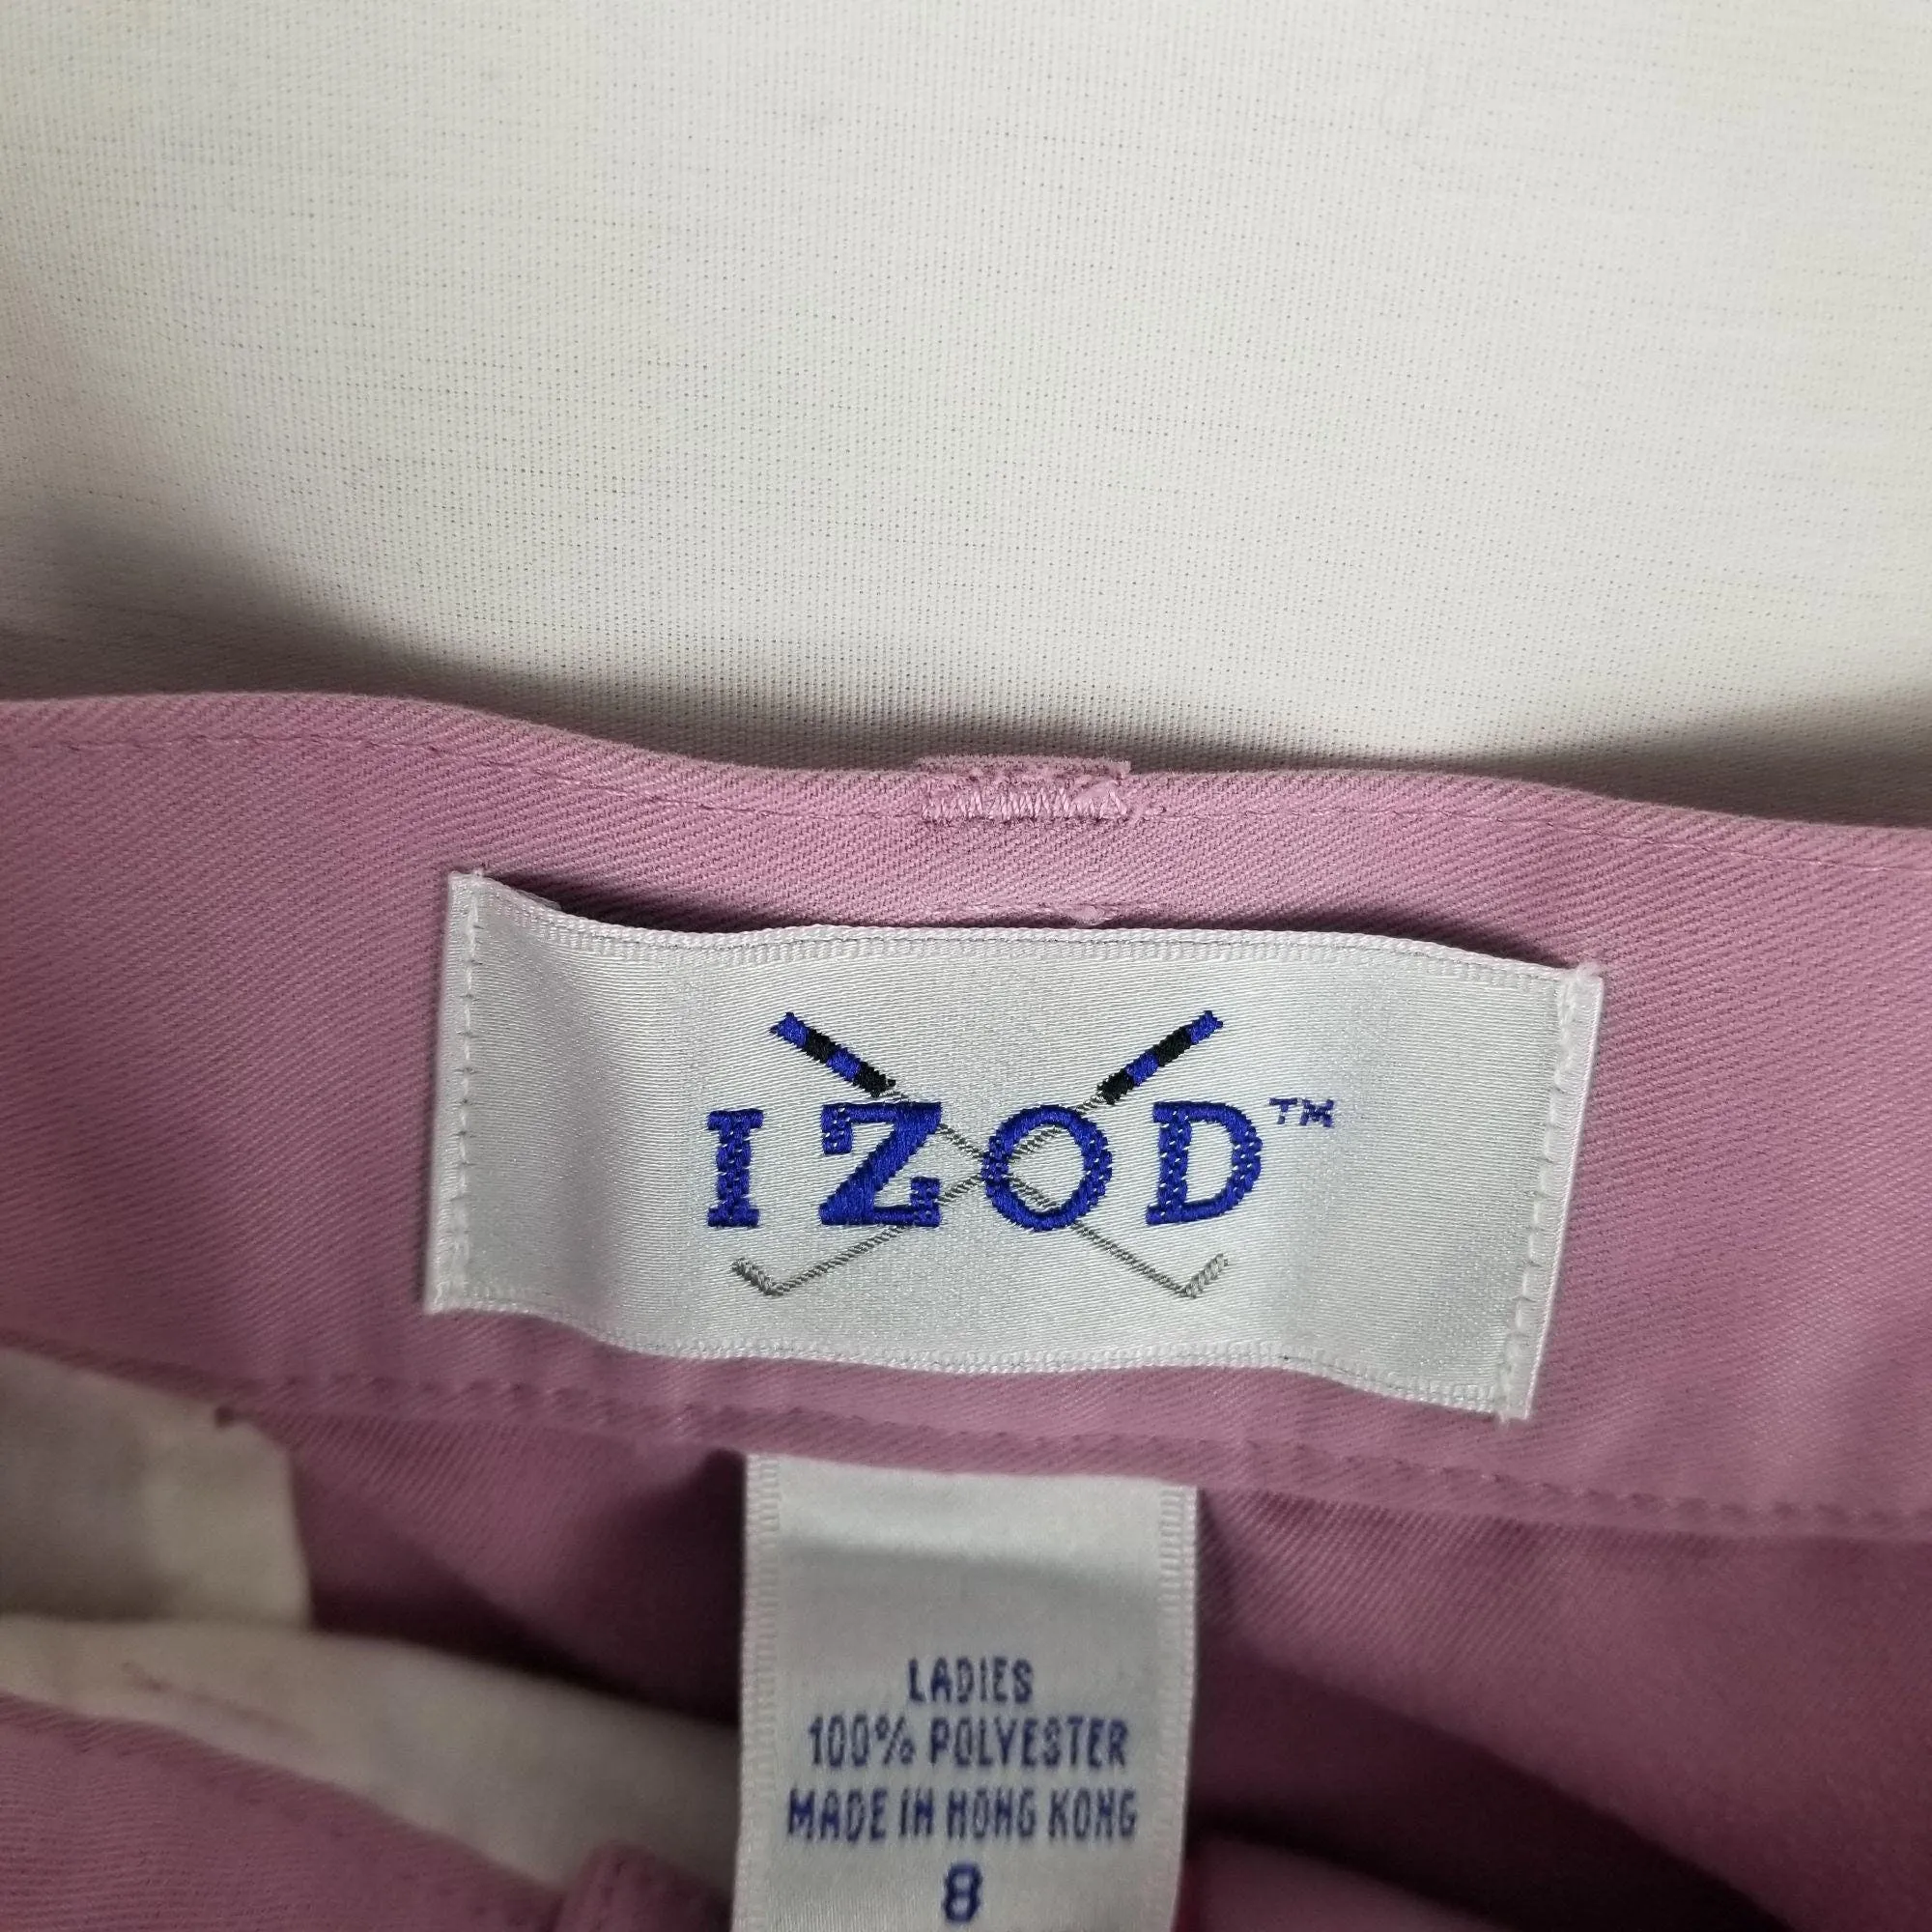 IZOD™
LADIES
100% POLYESTER
MADE IN HONG KONG
8